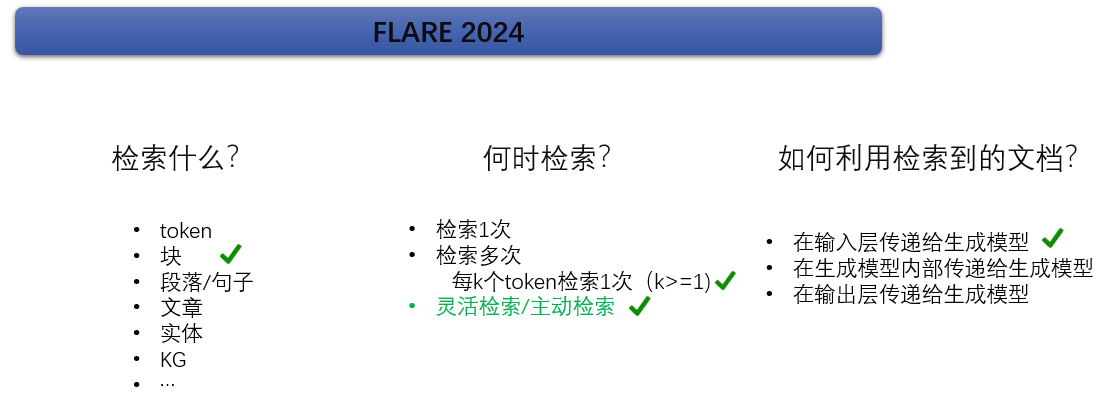 FLARE 2024
检索什么？
• token
• 块
• 段落/句子
• 文章
• 实体
• KG
• …
何时检索？
• 检索1次
• 检索多次
每k个token检索1次（k>=1)
• 灵活检索/主动检索
如何利用检索到的文档？
• 在输入层传递给生成模型
• 在生成模型内部传递给生成模型
• 在输出层传递给生成模型